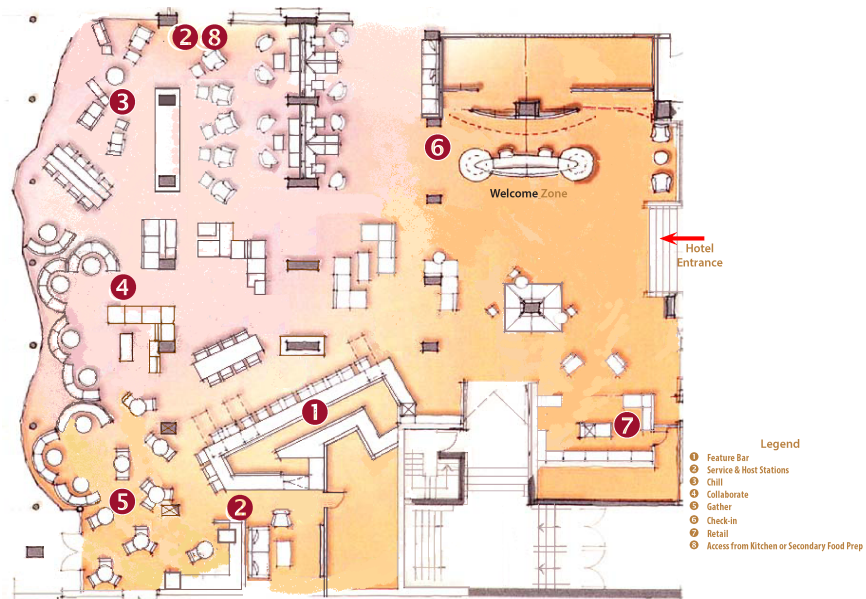 2 8
3
6
Welcome Zone
Hotel
Entrance
4
1
7
5
2
Legend
1 Feature Bar
2 Service & Host Stations
3 Chill
4 Collaborate
5 Gather
6 Check-in
7 Retail
8 Access from Kitchen or Secondary Food Prep